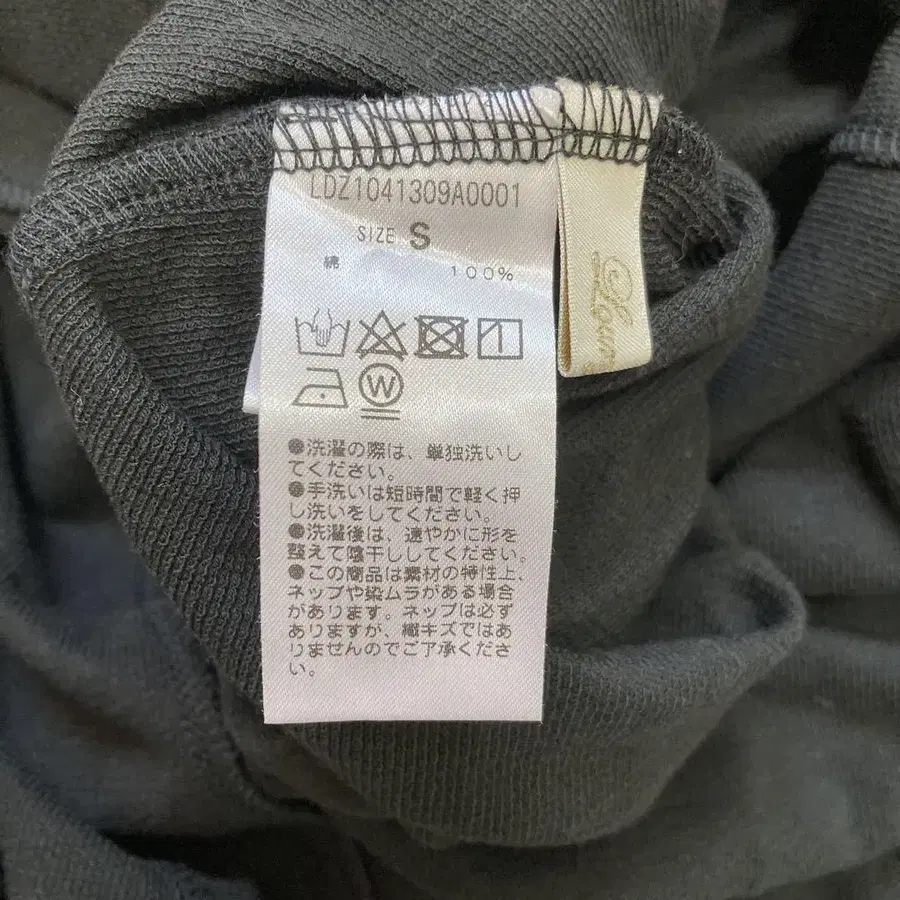 LDZ1041309A0001
SIZE S
綿 100%
W
●洗濯の際は、単独洗いし
てください。
●手洗いは短時間で軽く押
し洗いをしてください。
●洗濯後は、速やかに形を
整えて陰干ししてください。
●この商品は素材の特性上、
ネップや染ムラがある場合
があります。ネップは必ず
ありますが、織キズではあ
りませんのでご了承くださ
い。